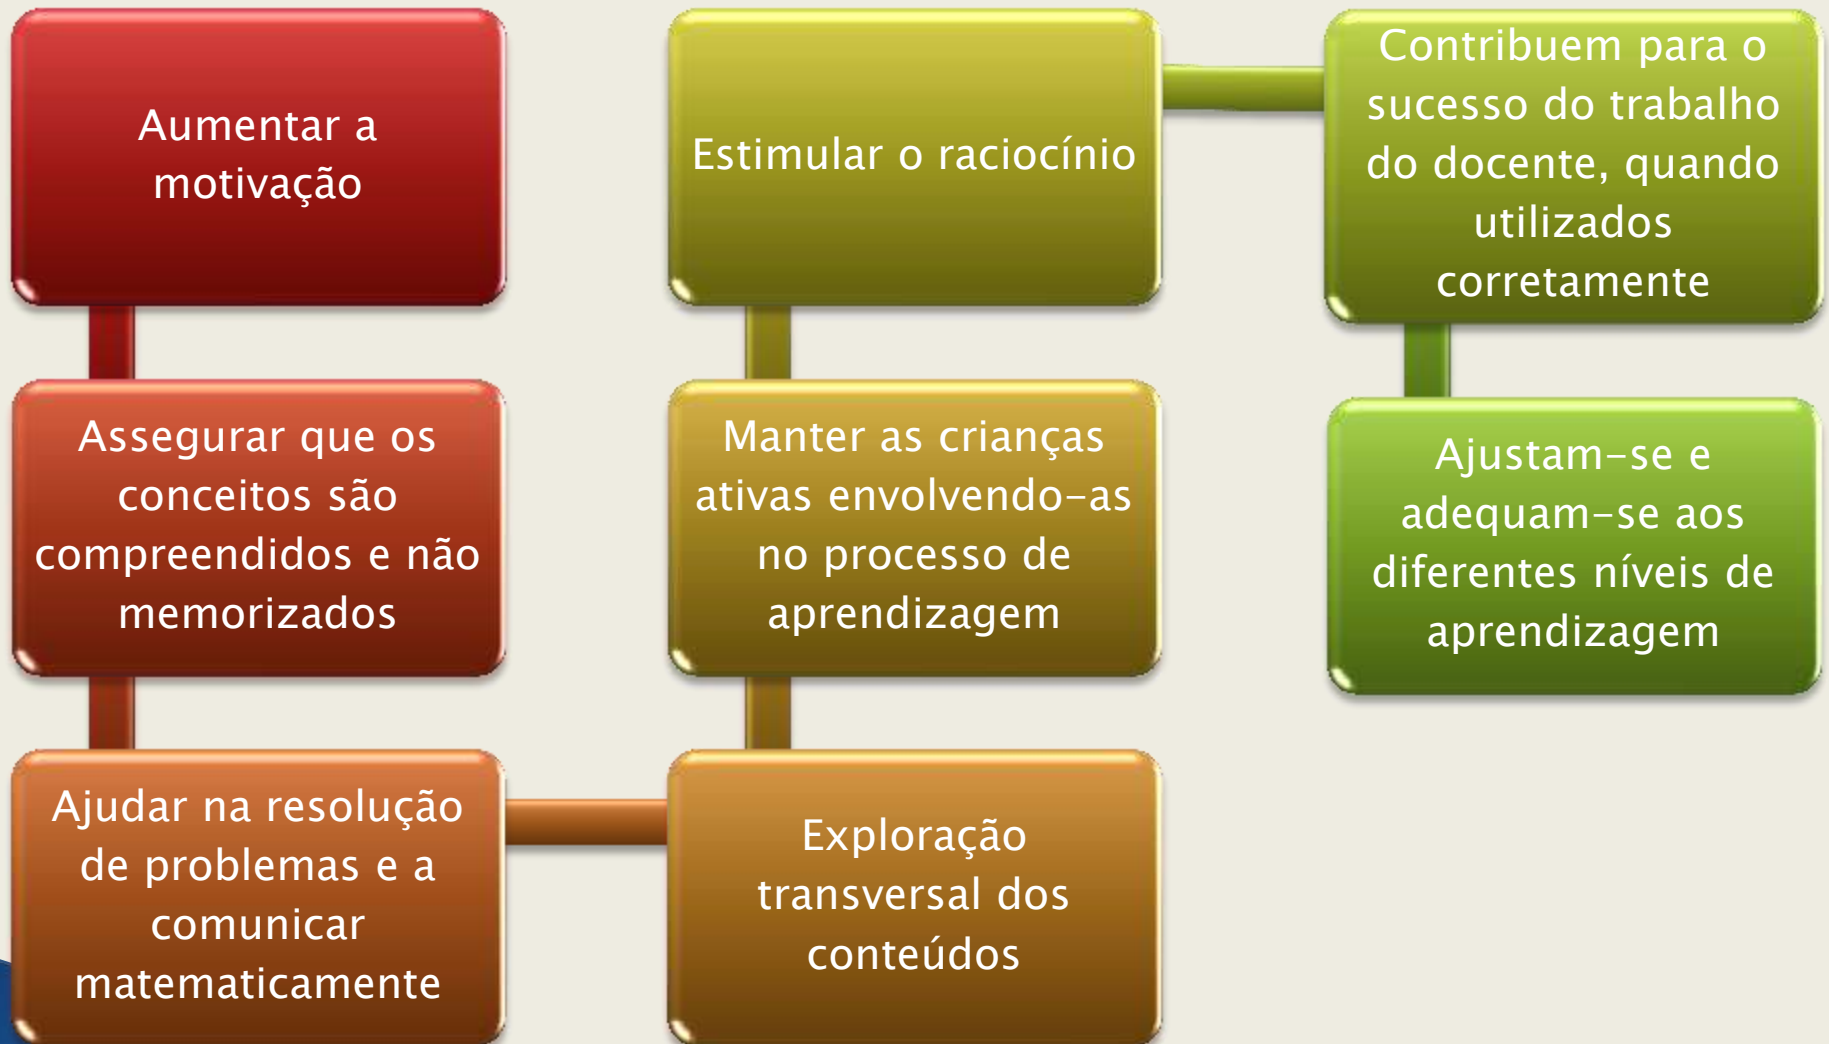 Aumentar a
motivação
Assegurar que os
conceitos são
compreendidos e não
memorizados
Ajudar na resolução
de problemas e a
comunicar
matematicamente
Exploração
transversal dos
conteúdos
Manter as crianças
ativas envolvendo-as
no processo de
aprendizagem
Estimular o raciocínio
Contribuem para o
sucesso do trabalho
do docente, quando
utilizados
corretamente
Ajustam-se e
adequam-se aos
diferentes níveis de
aprendizagem